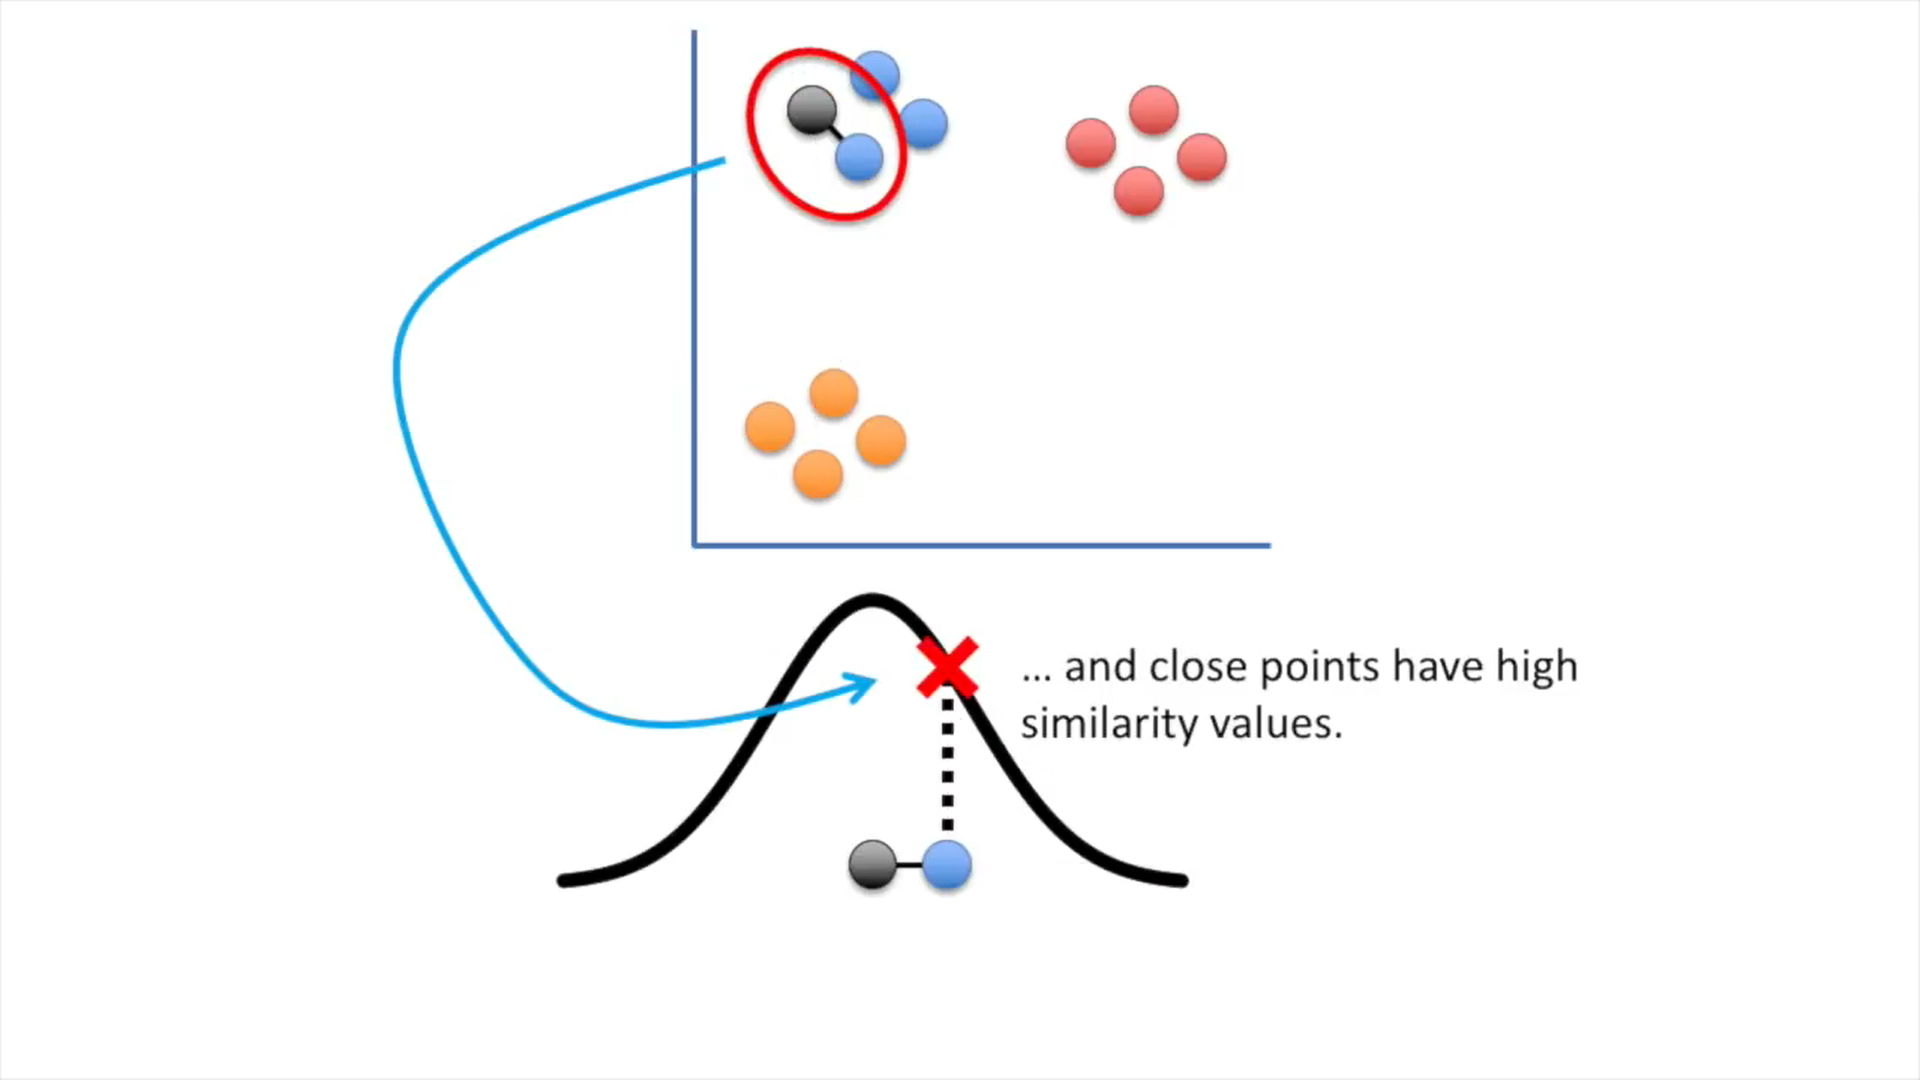 ... and close points have high
similarity values.